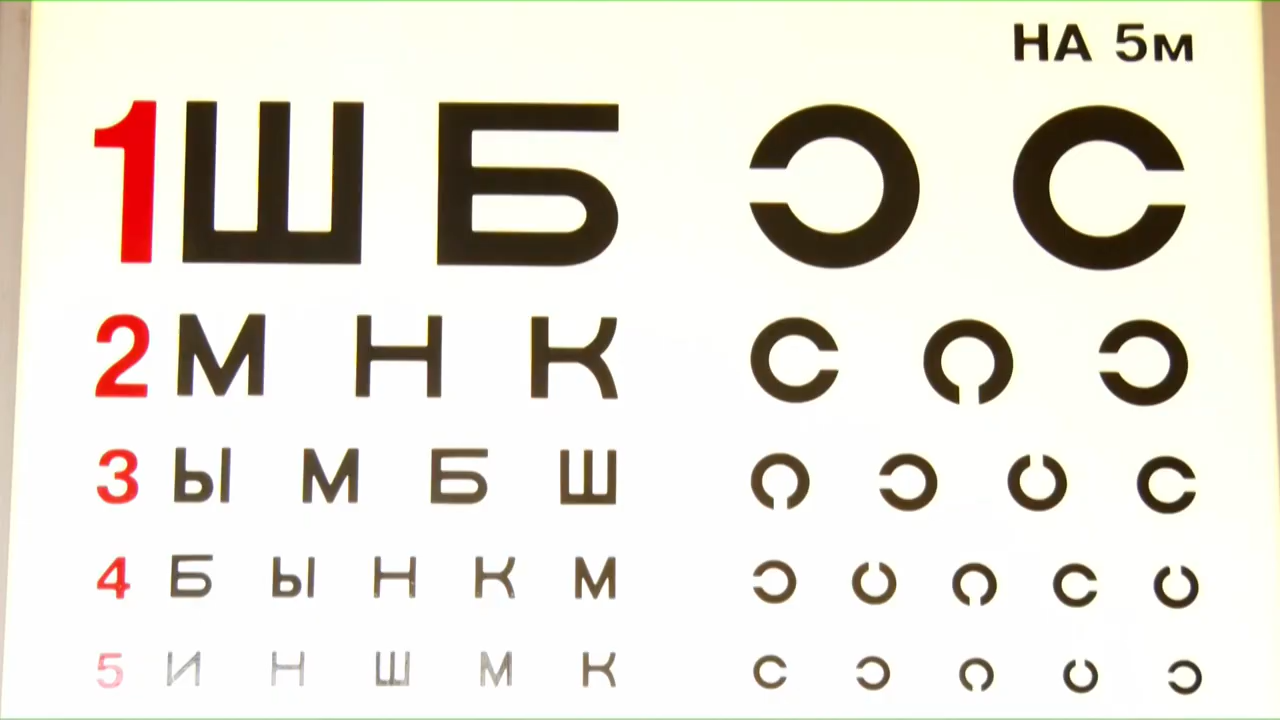 НА 5м
1 Ш Б
2 М Н К
3 Ы М Б Ш
4 Б Ы Н К М
5 И Н Ш М К